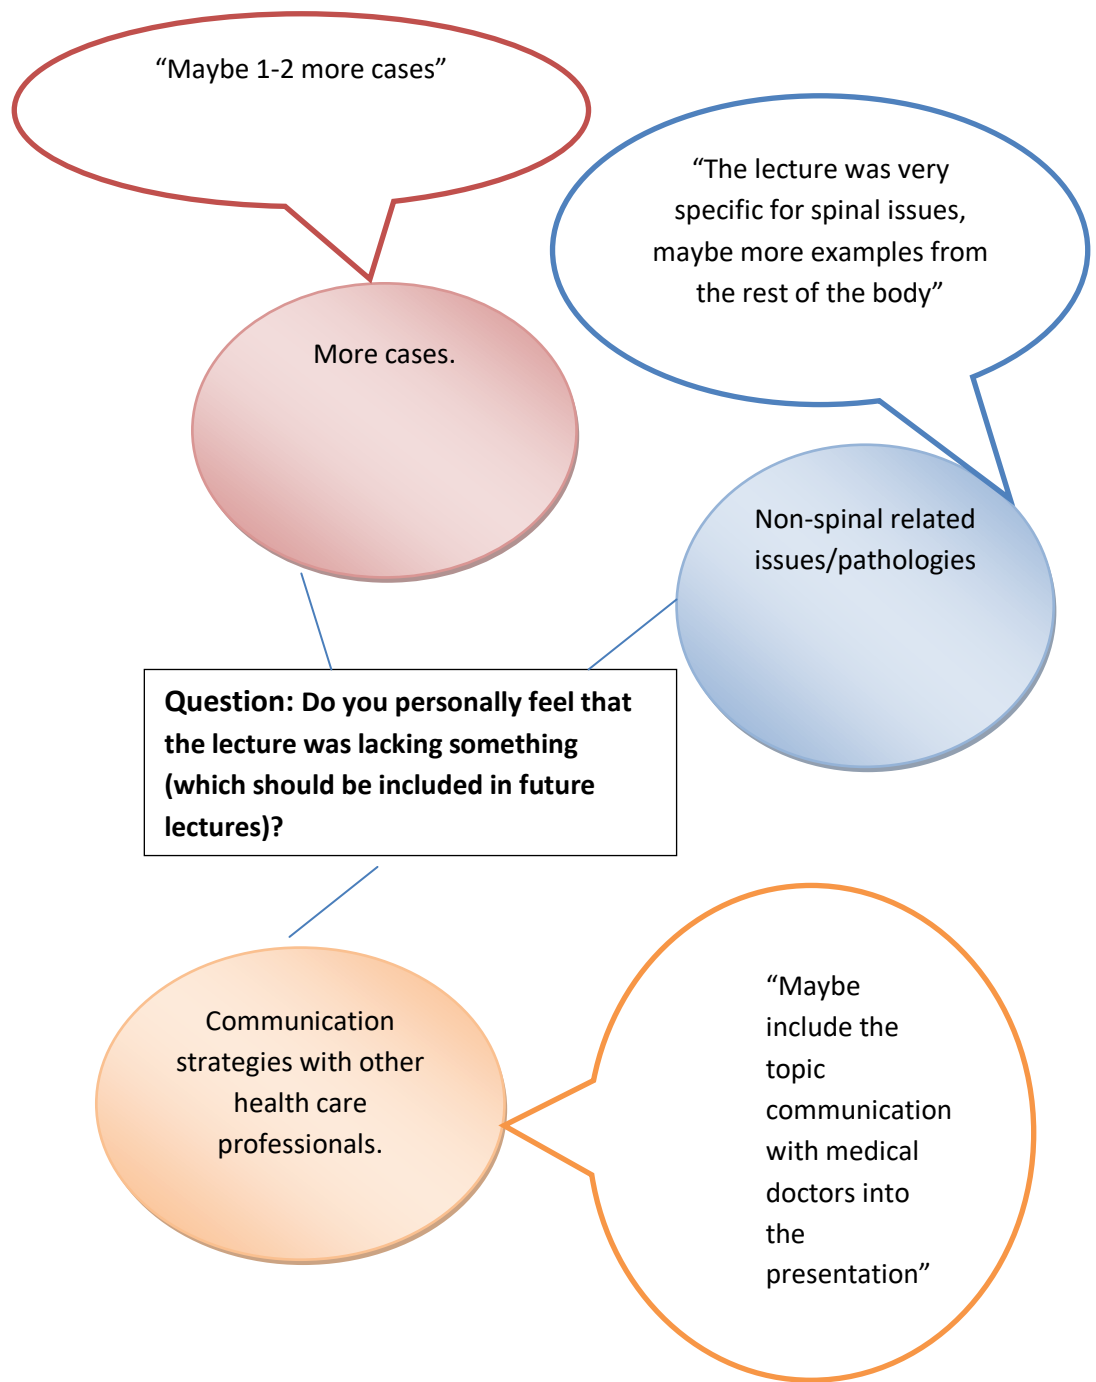 “Maybe 1-2 more cases”
“The lecture was very
specific for spinal issues,
maybe more examples from
the rest of the body”
More cases.
Non-spinal related
issues/pathologies
Question: Do you personally feel that
the lecture was lacking something
(which should be included in future
lectures)?
Communication
strategies with other
health care
professionals.
“Maybe
include the
topic
communication
with medical
doctors into
the
presentation”